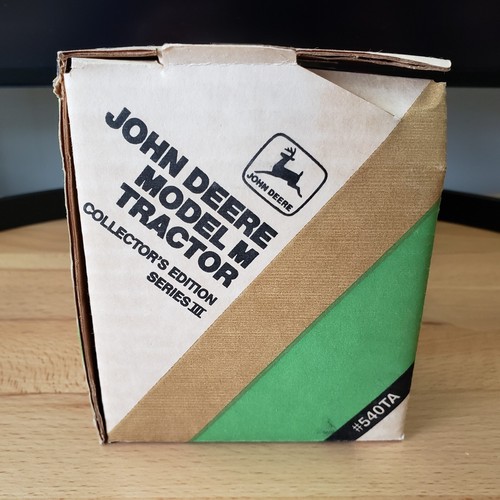 JOHN DEERE
MODEL M
TRACTOR
COLLECTOR'S EDITION
SERIES III
JOHN DEERE
#540TA